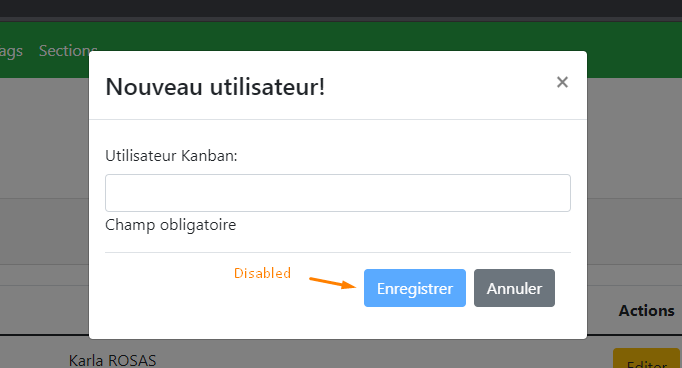 ags Sections
Nouveau utilisateur!
×
Utilisateur Kanban:
Champ obligatoire
Disabled
Enregistrer
Annuler
Actions
Karla ROSAS
Editer